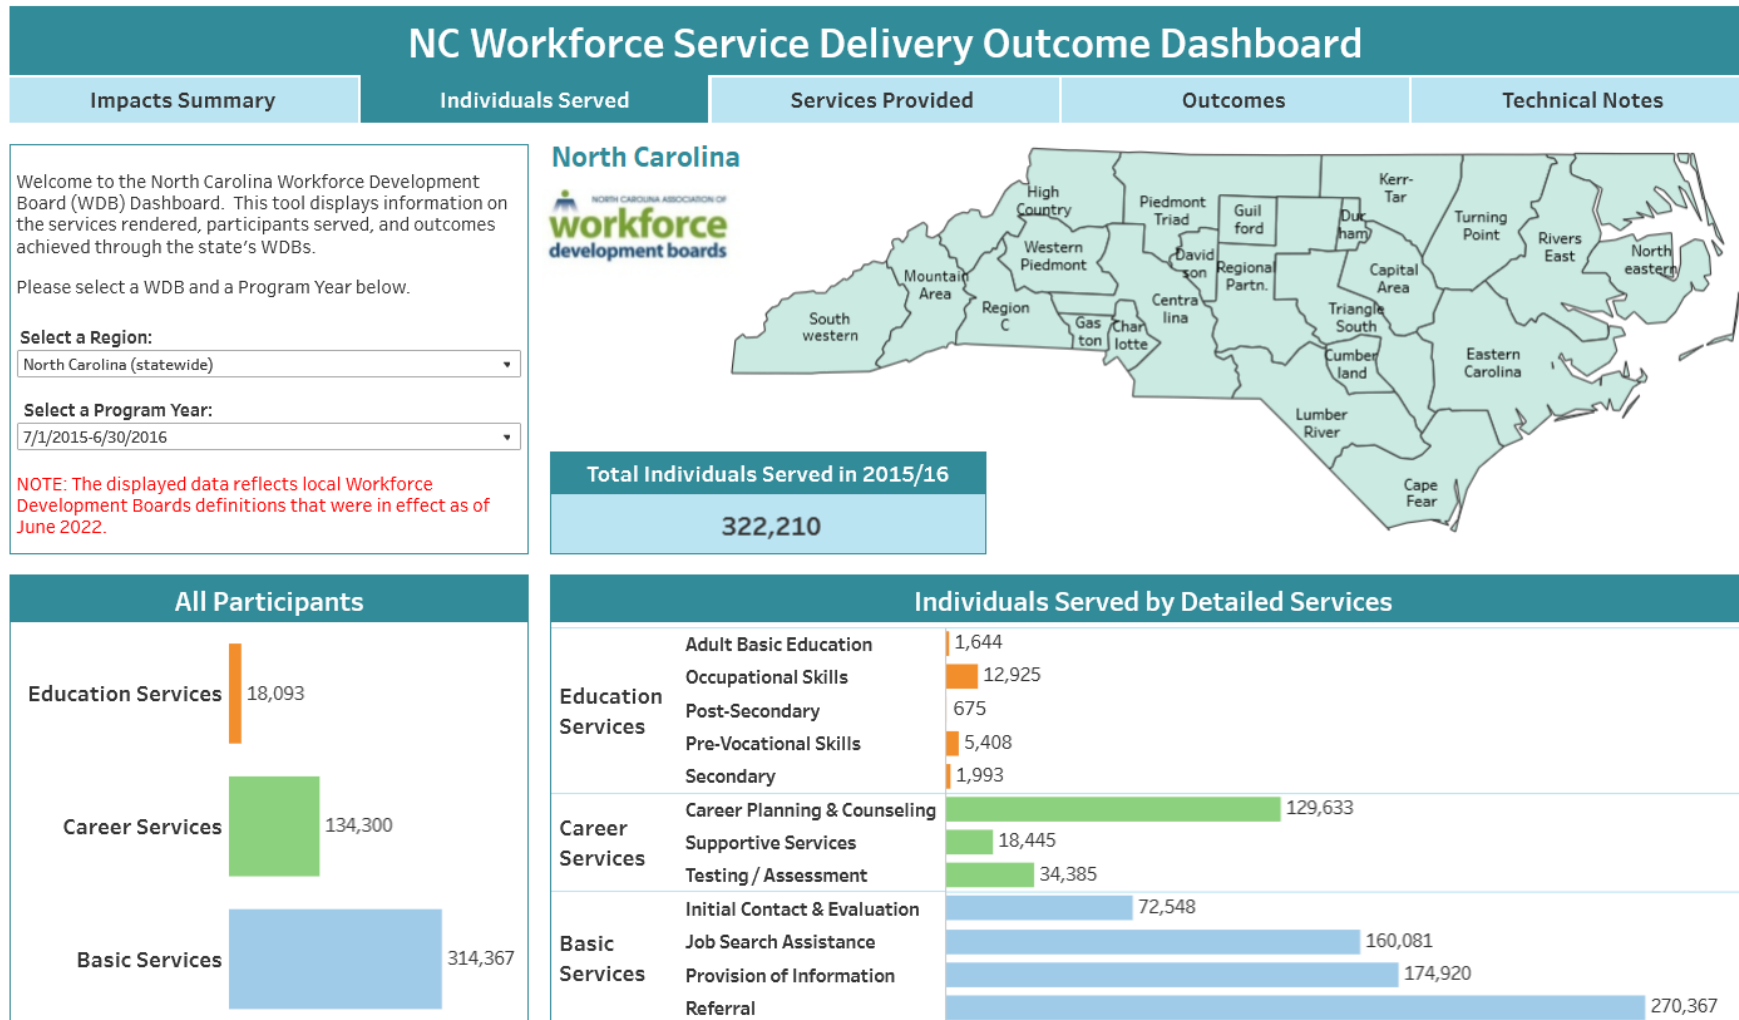 NC Workforce Service Delivery Outcome Dashboard
Impacts Summary
Individuals Served
Services Provided
Outcomes
Technical Notes
Welcome to the North Carolina Workforce Development
Board (WDB) Dashboard. This tool displays information on
the services rendered, participants served, and outcomes
achieved through the state's WDBs.
Please select a WDB and a Program Year below.
Select a Region:
North Carolina (statewide)
Select a Program Year:
7/1/2015-6/30/2016
NOTE: The displayed data reflects local Workforce
Development Boards definitions that were in effect as of
June 2022.
North Carolina
NORTH CAROLINA ASSOCIATION OF
workforce
development boards
High
Country
Piedmont
Triad
Guil
ford
Dur
ham
Kerr-
Tar
Turning
Point
Rivers
East
North
eastern
Western
Piedmont
Mountain
Area
David
son
Regional
Partn.
Capital
Area
South
western
Region
C
Gas
ton
Char
lotte
Centra
lina
Triangle
South
Cumber
land
Eastern
Carolina
Lumber
River
Cape
Fear
Total Individuals Served in 2015/16
322,210
All Participants
Education Services 18,093
Career Services 134,300
Basic Services 314,367
Individuals Served by Detailed Services
Education
Services
Adult Basic Education 1,644
Occupational Skills 12,925
Post-Secondary 675
Pre-Vocational Skills 5,408
Secondary 1,993
Career
Services
Career Planning & Counseling 129,633
Supportive Services 18,445
Testing / Assessment 34,385
Basic
Services
Initial Contact & Evaluation 72,548
Job Search Assistance 160,081
Provision of Information 174,920
Referral 270,367